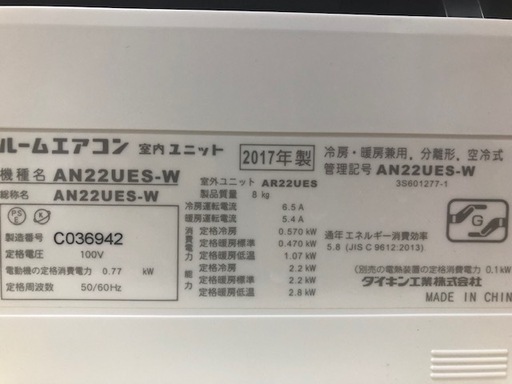 ルームエアコン 室内ユニット 2017年製 冷房・暖房兼用，分離形，空冷式
機種名 AN22UES-W 室外ユニット AR22UES 管理記号 AN22UES-W
総称名 AN22UES-W 製品質量 8 kg 3S601277-1
PS E
冷房運転電流 6.5 A
暖房運転電流 5.4 A
製造番号 C036942
定格電圧 100V
電動機の定格消費電力 0.77 kW
定格周波数 50/60Hz
消費電力 定格冷房 0.570 kW
定格暖房標準 0.470 kW
定格暖房低温 1.07 kW
能力 定格冷房 2.2 kW
定格暖房標準 2.2 kW
定格暖房低温 2.8 kW
G
通年エネルギー消費効率
5.8 (JIS C 9612:2013)
(別売の電熱装置の定格消費電力 0.1kW
ダイキン工業株式会社
MADE IN CHIN